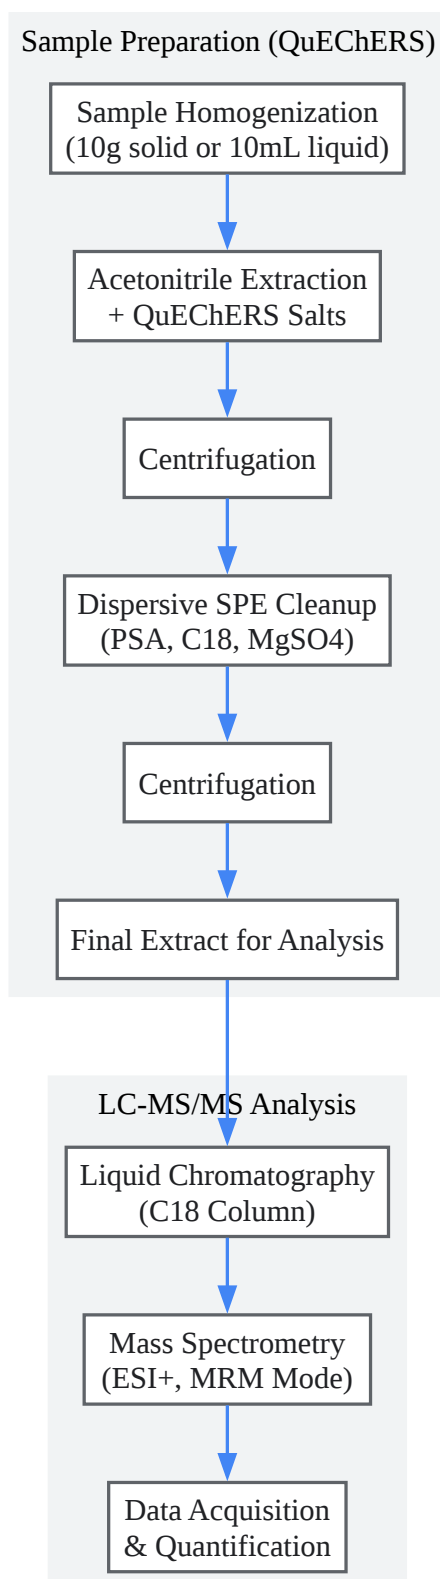 Sample Preparation (QuEChERS)
Sample Homogenization
(10g solid or 10mL liquid)
Acetonitrile Extraction
+ QuEChERS Salts
Centrifugation
Dispersive SPE Cleanup
(PSA, C18, MgSO4)
Centrifugation
Final Extract for Analysis
LC-MS/MS Analysis
Liquid Chromatography
(C18 Column)
Mass Spectrometry
(ESI+, MRM Mode)
Data Acquisition
& Quantification